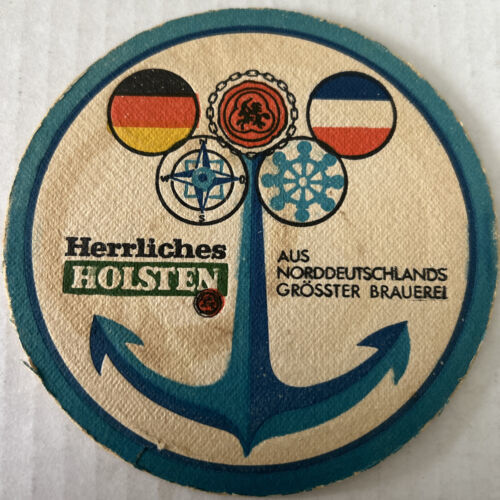 N
W O
S
Herrliches
HOLSTEN
AUS
NORDDEUTSCHLANDS
GRÖSSTER BRAUEREI